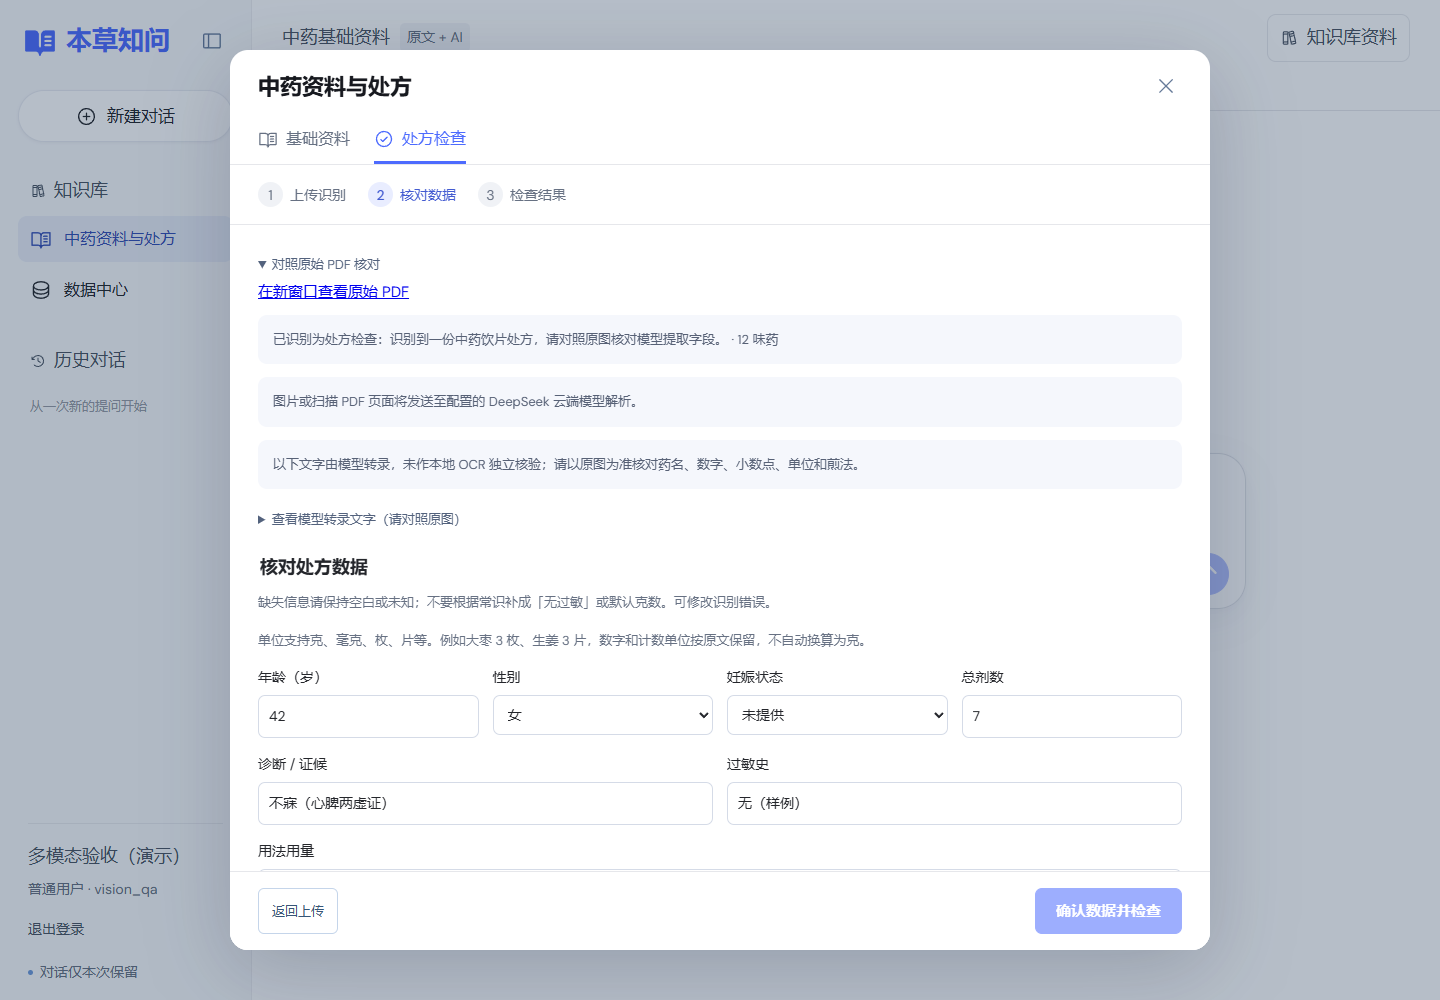 本草知问
中药基础资料
原文 + AI
知识库资料
新建对话
知识库
中药资料与处方
数据中心
历史对话
从一次新的提问开始
多模态验收（演示）
普通用户 · vision_qa
退出登录
对话仅本次保留
中药资料与处方
基础资料
处方检查
1 上传识别
2 核对数据
3 检查结果
对照原始 PDF 核对
在新窗口查看原始 PDF
已识别为处方检查：识别到一份中药饮片处方，请对照原图核对模型提取字段。 · 12 味药
图片或扫描 PDF 页面将发送至配置的 DeepSeek 云端模型解析。
以下文字由模型转录，未作本地 OCR 独立核验；请以原图为准核对药名、数字、小数点、单位和煎法。
查看模型转录文字（请对照原图）
核对处方数据
缺失信息请保持空白或未知；不要根据常识补成「无过敏」或默认克数。可修改识别错误。
单位支持克、毫克、枚、片等。例如大枣 3 枚、生姜 3 片，数字和计数单位按原文保留，不自动换算为克。
年龄（岁）
性别
妊娠状态
总剂数
42
女
未提供
7
诊断 / 证候
过敏史
不寐（心脾两虚证）
无（样例）
用法用量
返回上传
确认数据并检查